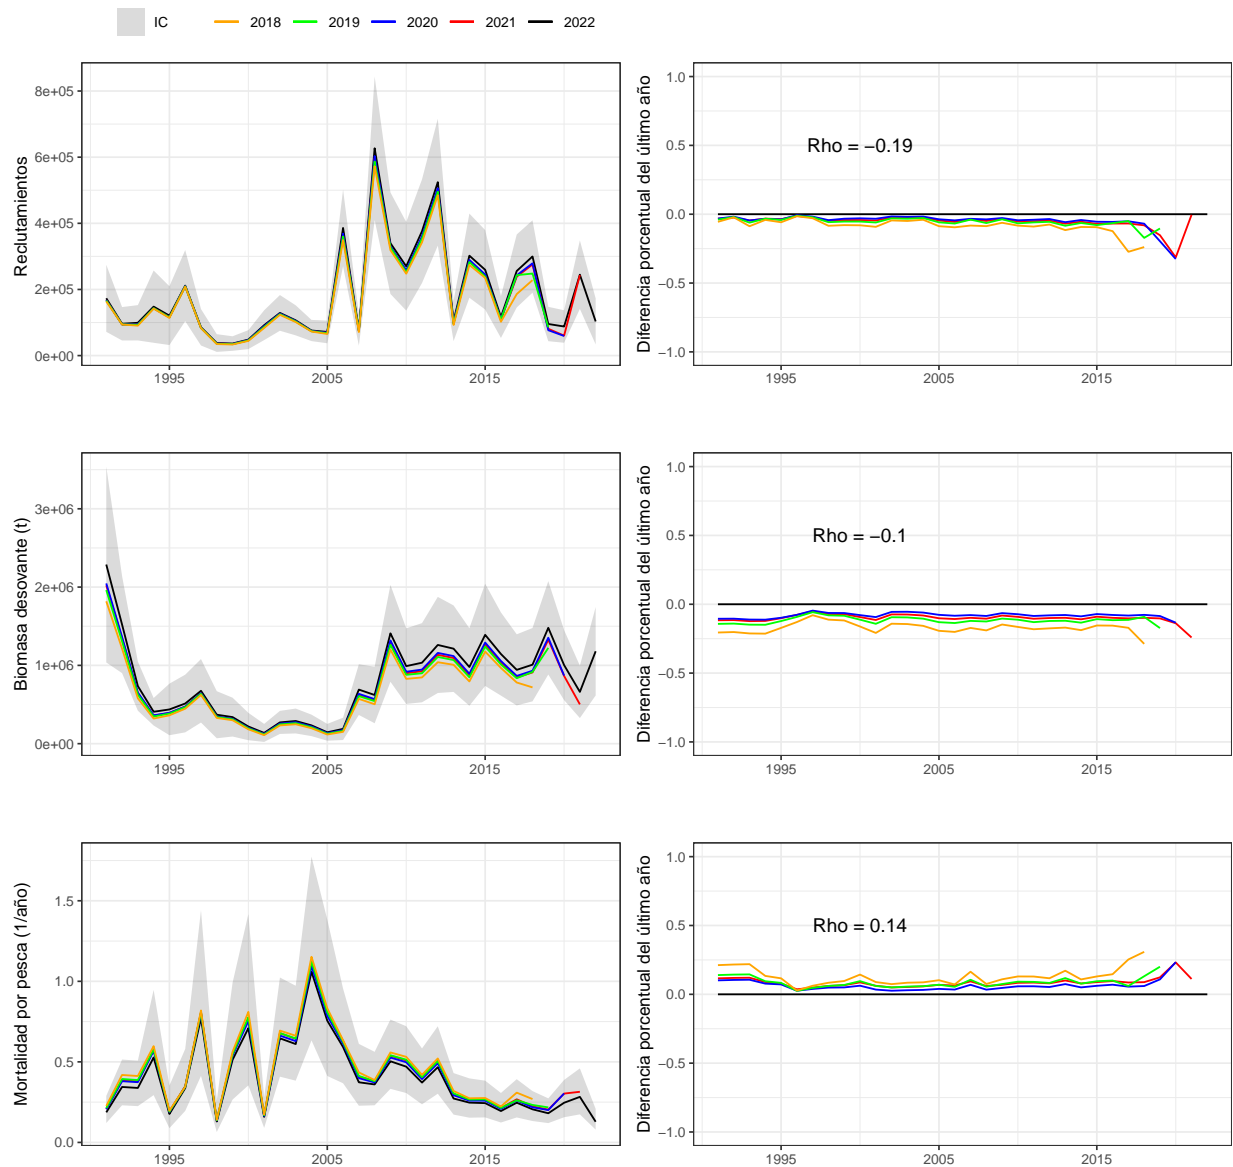 IC 2018 2019 2020 2021 2022
Reclutamientos
8e+05
6e+05
4e+05
2e+05
0e+00
1995 2005 2015
Diferencia porcentual del último año
1.0
0.5
0.0
−0.5
−1.0
Rho = −0.19
1995 2005 2015
Biomasa desovante (t)
3e+06
2e+06
1e+06
0e+00
1995 2005 2015
Diferencia porcentual del último año
1.0
0.5
0.0
−0.5
−1.0
Rho = −0.1
1995 2005 2015
Mortalidad por pesca (1/año)
1.5
1.0
0.5
0.0
1995 2005 2015
Diferencia porcentual del último año
1.0
0.5
0.0
−0.5
−1.0
Rho = 0.14
1995 2005 2015